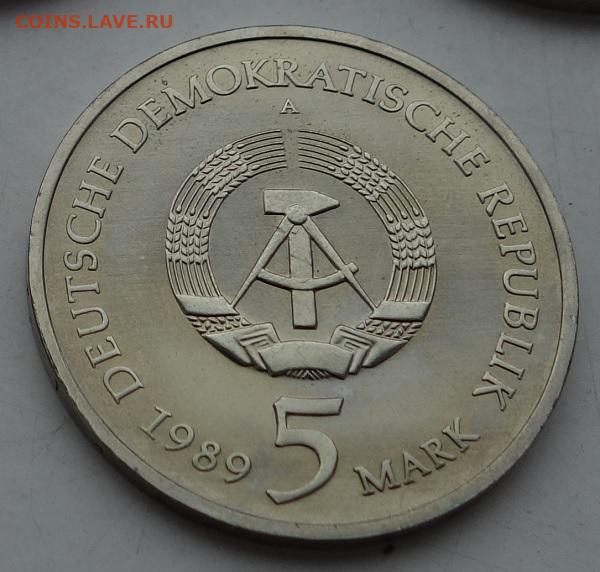 COINS.LAVE.RU
DEUTSCHE DEMOKRATISCHE REPUBLIK
A
1989 5 MARK